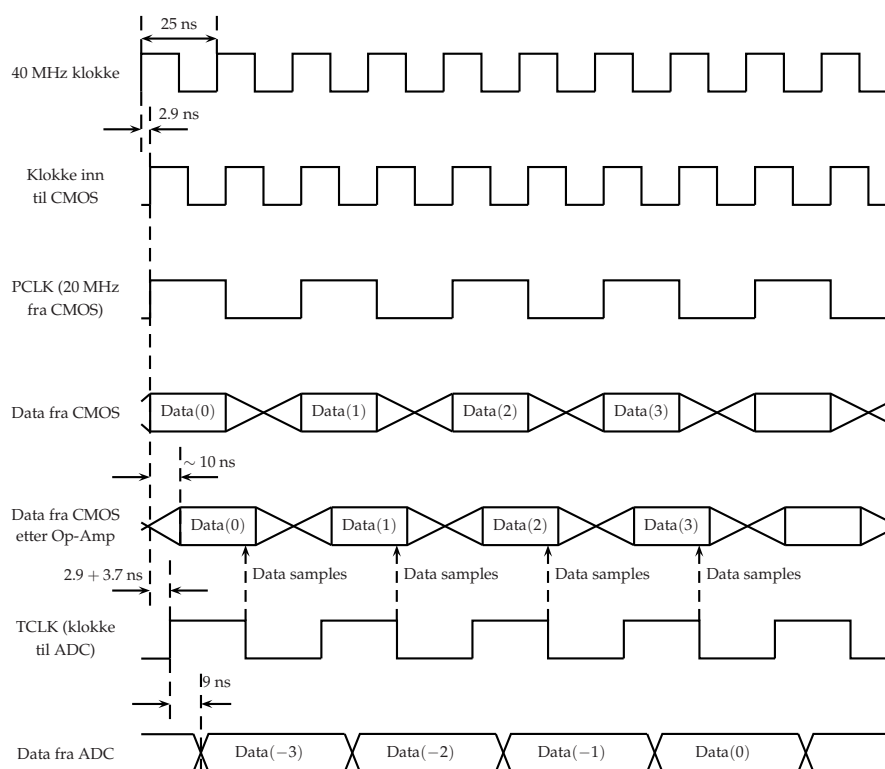 25 ns
40 MHz klokke
2.9 ns
Klokke inn
til CMOS
PCLK (20 MHz
fra CMOS)
Data fra CMOS
Data(0)
Data(1)
Data(2)
Data(3)
∼ 10 ns
Data fra CMOS
etter Op-Amp
Data(0)
Data(1)
Data(2)
Data(3)
2.9 + 3.7 ns
Data samples
Data samples
Data samples
Data samples
TCLK (klokke
til ADC)
9 ns
Data fra ADC
Data(−3)
Data(−2)
Data(−1)
Data(0)